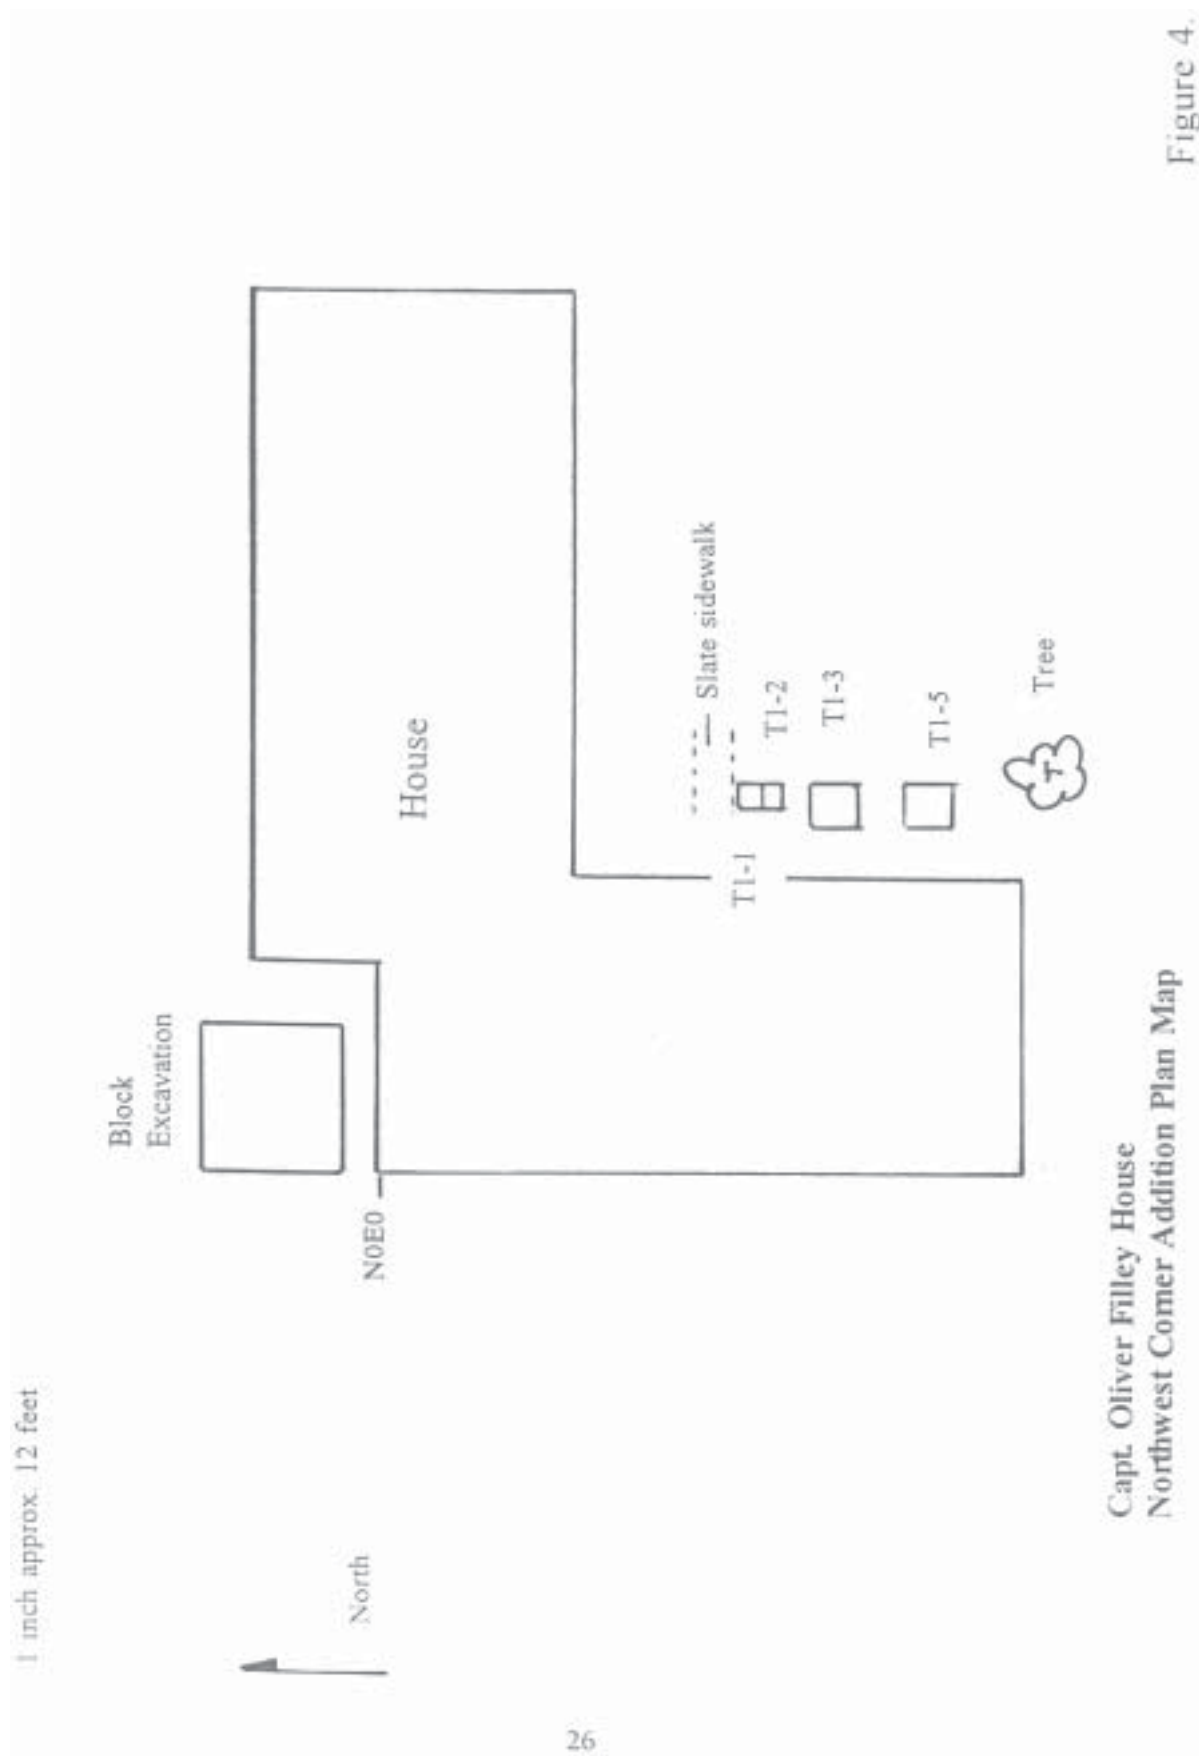 1 inch approx. 12 feet
North
Block
Excavation
N0E0
House
Slate sidewalk
T1-1
T1-2
T1-3
T1-5
Tree
T
Capt. Oliver Filley House
Northwest Corner Addition Plan Map
Figure 4.
26